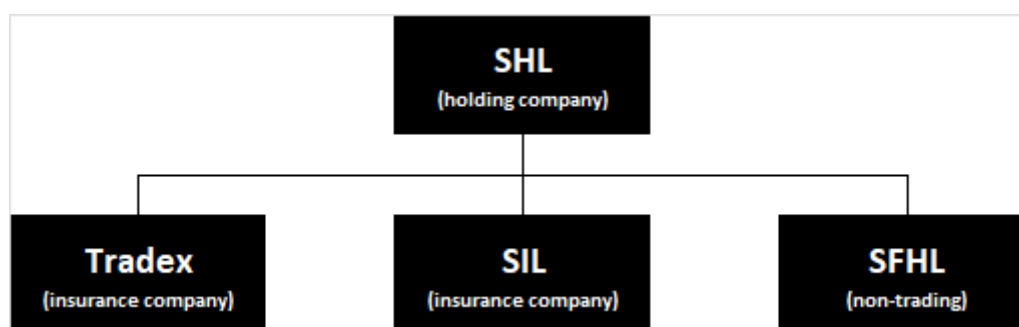 SHL
(holding company)
Tradex
(insurance company)
SIL
(insurance company)
SFHL
(non-trading)